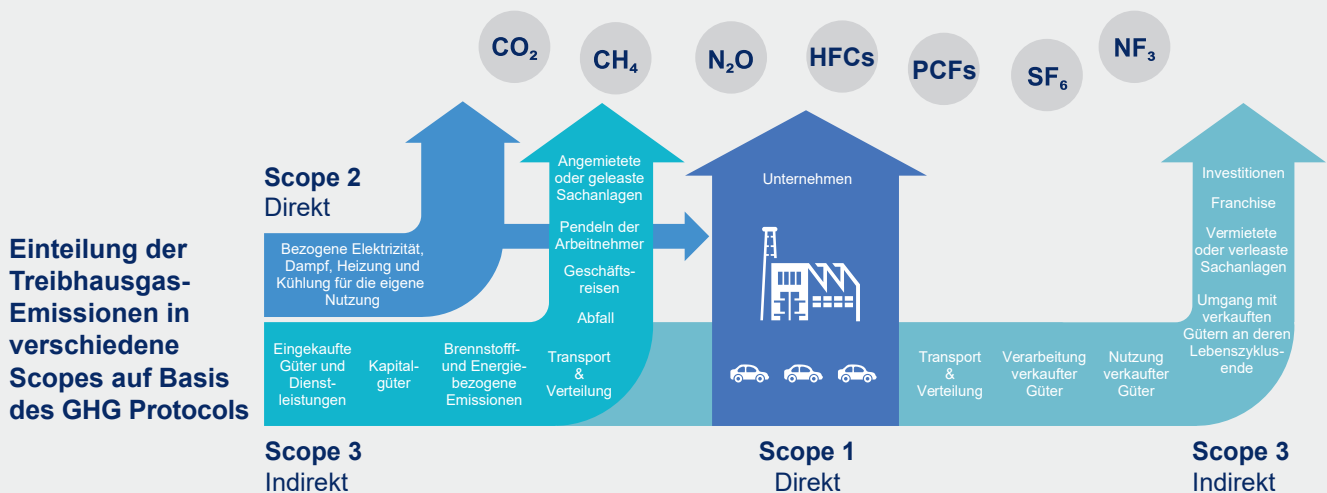 CO₂
CH₄
N₂O
HFCs
PCFs
SF₆
NF₃
Einteilung der
Treibhausgas-
Emissionen in
verschiedene
Scopes auf Basis
des GHG Protocols
Scope 2
Direkt
Bezogene Elektrizität,
Dampf, Heizung und
Kühlung für die eigene
Nutzung
Angemietete
oder geleaste
Sachanlagen
Pendeln der
Arbeitnehmer
Geschäfts-
reisen
Abfall
Eingekaufte
Güter und
Dienst-
leistungen
Kapital-
güter
Brennstofff-
und Energie-
bezogene
Emissionen
Transport
&
Verteilung
Scope 3
Indirekt
Unternehmen
Scope 1
Direkt
Transport
&
Verteilung
Verarbeitung
verkaufter
Güter
Nutzung
verkaufter
Güter
Investitionen
Franchise
Vermietete
oder verleaste
Sachanlagen
Umgang mit
verkauften
Gütern an deren
Lebenszyklus-
ende
Scope 3
Indirekt